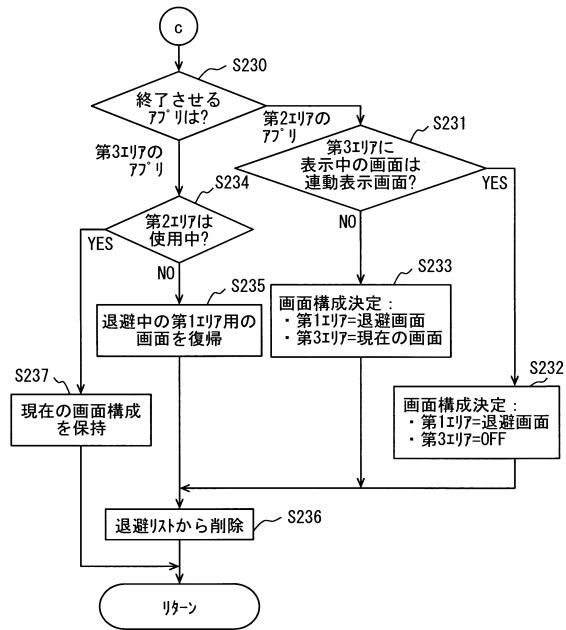 c
S230
終了させる
アプリは?
第2エリアの
アプリ
S231
第3エリアに
表示中の画面は
連動表示画面?
第3エリアの
アプリ
S234
YES
第2エリアは
使用中?
YES
NO
NO
S235
退避中の第1エリア用の
画面を復帰
S233
画面構成決定:
・第1エリア=退避画面
・第3エリア=現在の画面
S237
現在の画面構成
を保持
S232
画面構成決定:
・第1エリア=退避画面
・第3エリア=OFF
退避リストから削除
S236
リターン